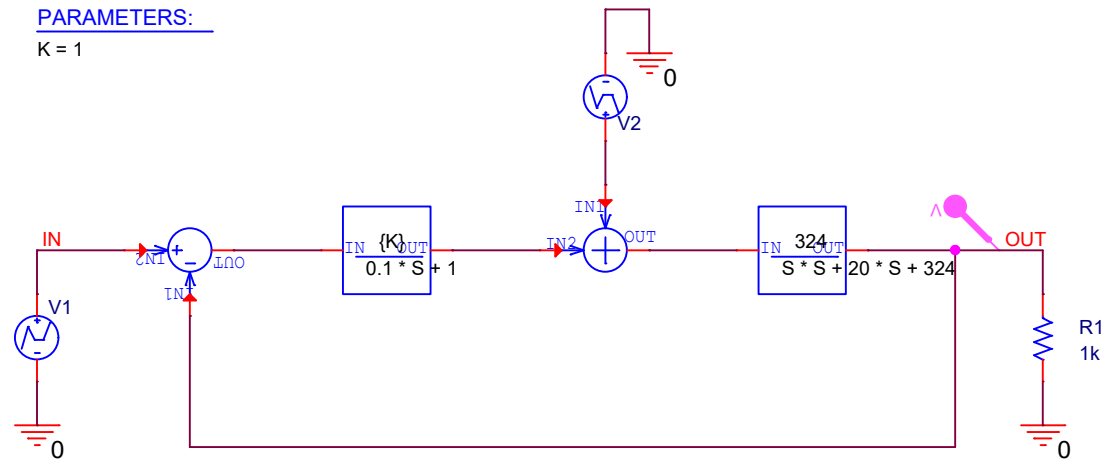 PARAMETERS:
K = 1
0
V2
IN1
IN
IN2
OUT
IN1
V1
0
{K}
IN OUT
0.1 * S + 1
IN2
OUT
324
IN OUT
S * S + 20 * S + 324
V
OUT
R1
1k
0